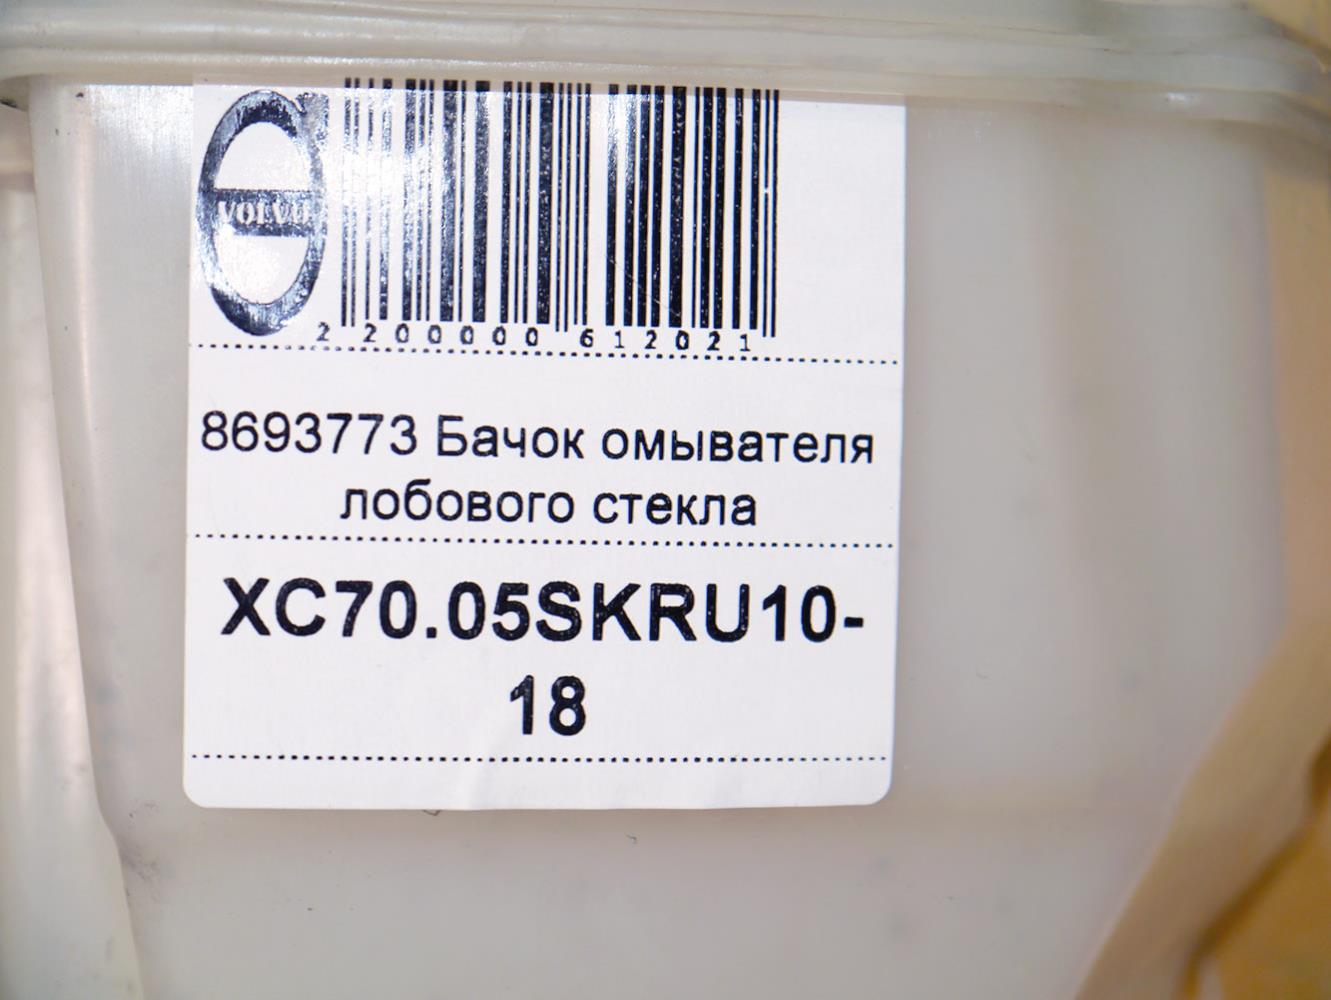 VOLVO
2 200000 612021
8693773 Бачок омывателя
лобового стекла
XC70.05SKRU10-
18